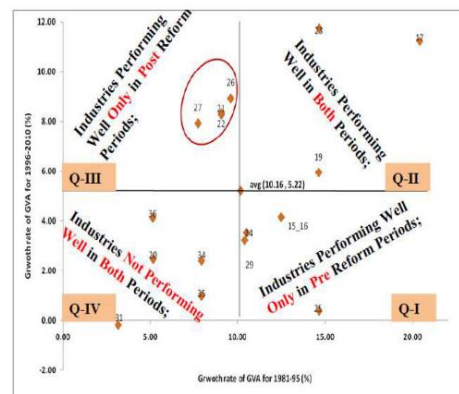 12.00
10.00
8.00
6.00
4.00
2.00
0.00
-2.00
Grwoth rate of GVA for 1996-2010 (%)
Industries Performing
Well Only in Post Reform
Periods;
28
17
Industries Performing
Well in Both
Periods;
26
27
21
22
19
Q-III
avg (10.16 , 5.22)
Q-II
36
15_16
Industries Not Performing
Well in Both Periods;
34
35
31
29
Industries Performing Well
Only in Pre Reform Periods;
Q-IV
Q-I
0.00
5.00
10.00
15.00
20.00
Grwoth rate of GVA for 1981-95 (%)